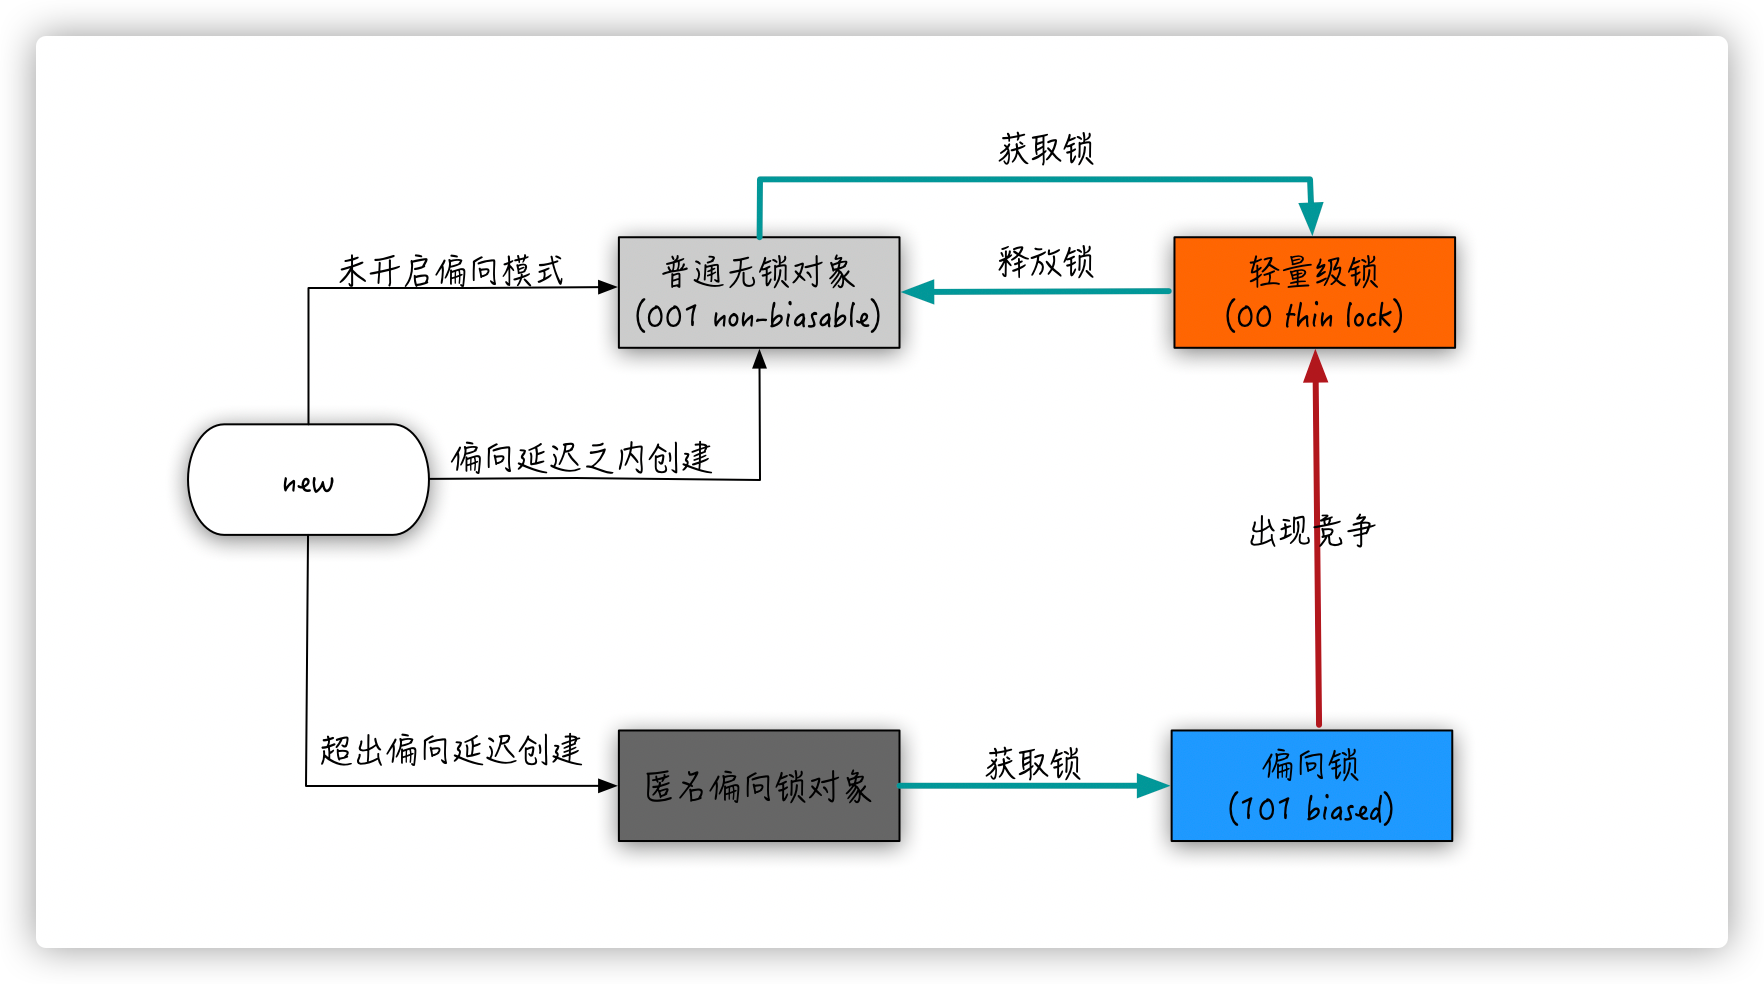 获取锁
未开启偏向模式
普通无锁对象
(001 non-biasable)
释放锁
轻量级锁
(00 thin lock)
偏向延迟之内创建
new
出现竞争
超出偏向延迟创建
匿名偏向锁对象
获取锁
偏向锁
(101 biased)